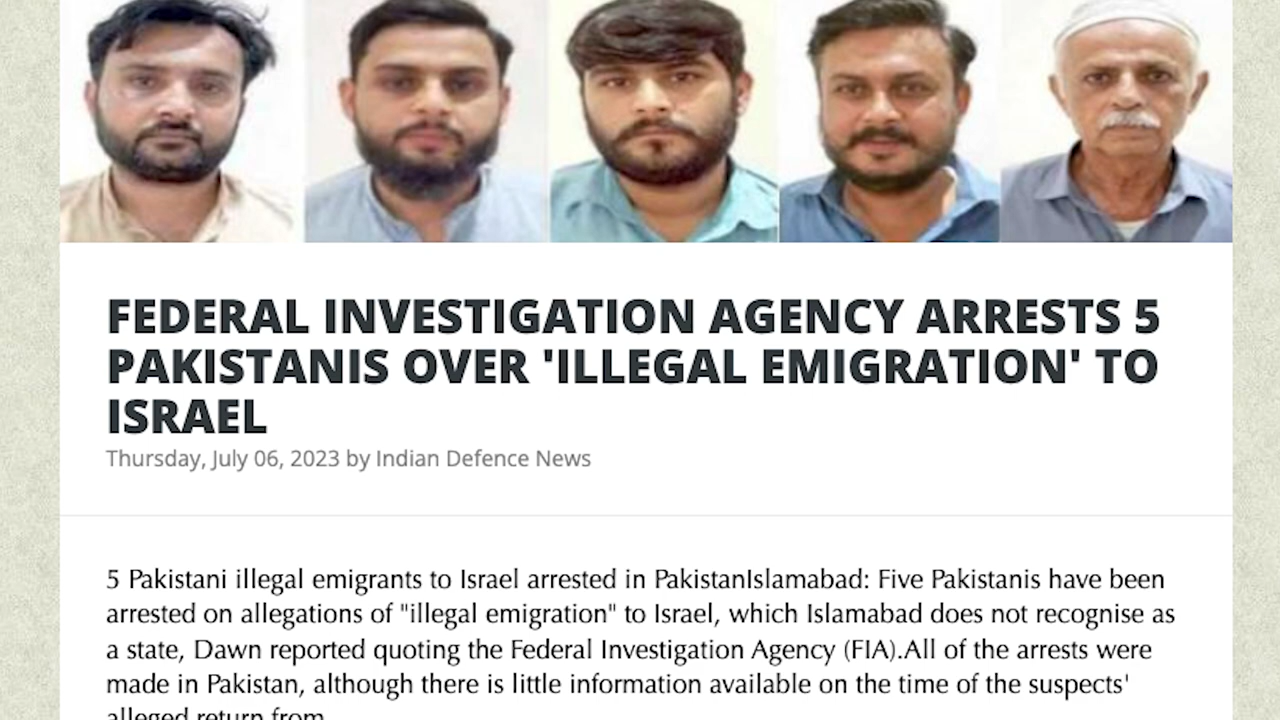 FEDERAL INVESTIGATION AGENCY ARRESTS 5
PAKISTANIS OVER 'ILLEGAL EMIGRATION' TO
ISRAEL
Thursday, July 06, 2023 by Indian Defence News
5 Pakistani illegal emigrants to Israel arrested in PakistanIslamabad: Five Pakistanis have been
arrested on allegations of "illegal emigration" to Israel, which Islamabad does not recognise as
a state, Dawn reported quoting the Federal Investigation Agency (FIA).All of the arrests were
made in Pakistan, although there is little information available on the time of the suspects'
alleged return from